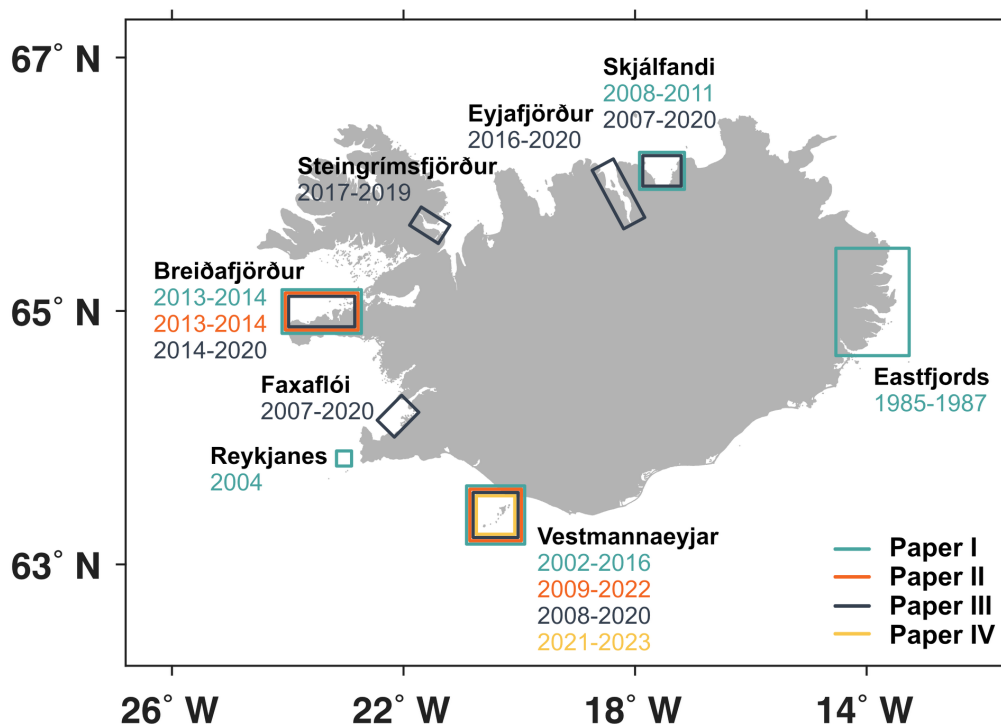 67° N
65° N
63° N
Skjálfandi
2008-2011
2007-2020
Eyjafjörður
2016-2020
Steingrímsfjörður
2017-2019
Breiðafjörður
2013-2014
2013-2014
2014-2020
Faxaflói
2007-2020
Reykjanes
2004
Eastfjords
1985-1987
Vestmannaeyjar
2002-2016
2009-2022
2008-2020
2021-2023
Paper I
Paper II
Paper III
Paper IV
26° W
22° W
18° W
14° W